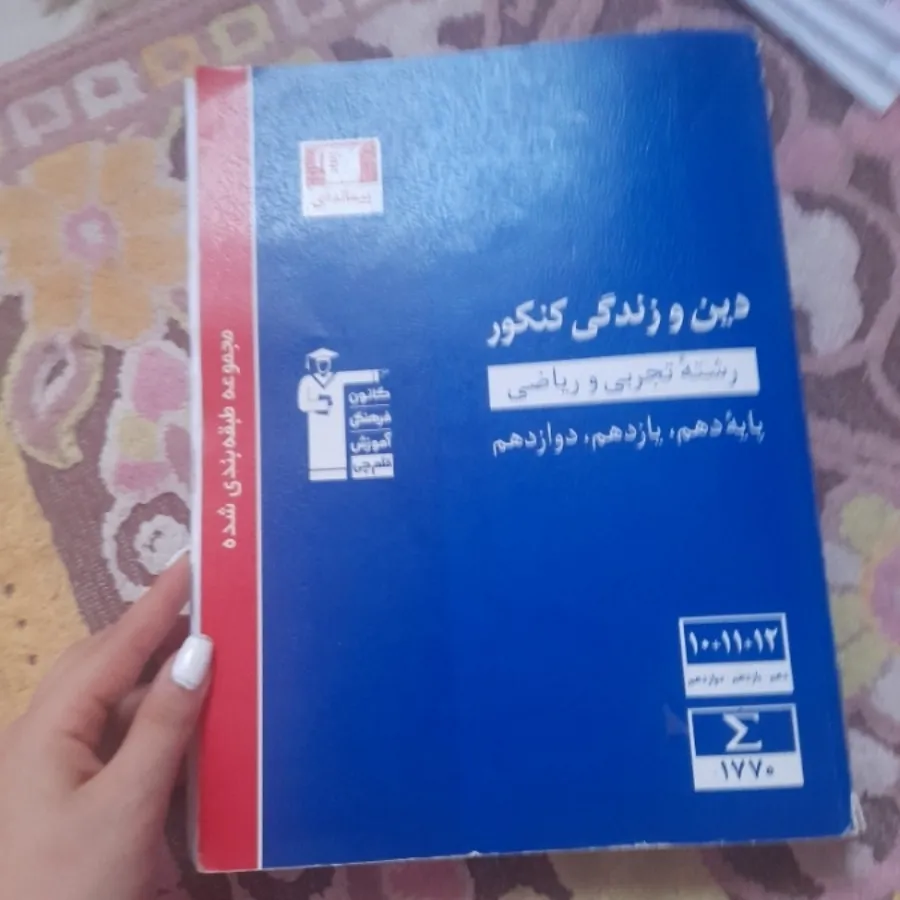 دین و زندگی کنکور
رشتهٔ تجربی و ریاضی
پایهٔ دهم، یازدهم، دوازدهم
مجموعه طبقه‌بندی شده
کانون
فرهنگی
آموزش
قلم‌چی
۱۰+۱۱+۱۲
دهم یازدهم دوازدهم
Σ
۱۷۷۰